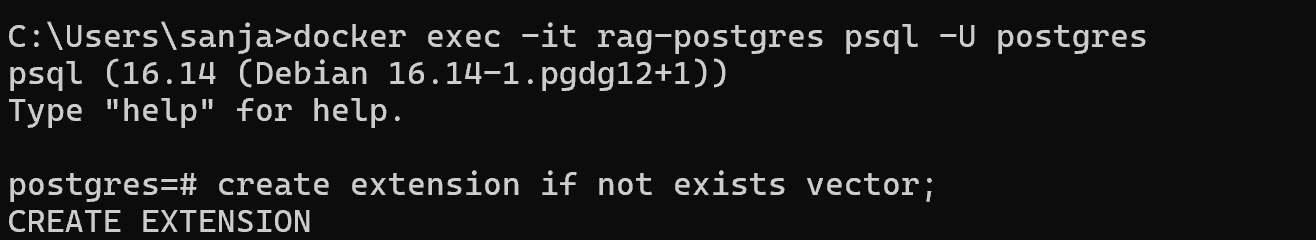 C:\Users\sanja>docker exec -it rag-postgres psql -U postgres
psql (16.14 (Debian 16.14-1.pgdg12+1))
Type "help" for help.
postgres=# create extension if not exists vector;
CREATE EXTENSION